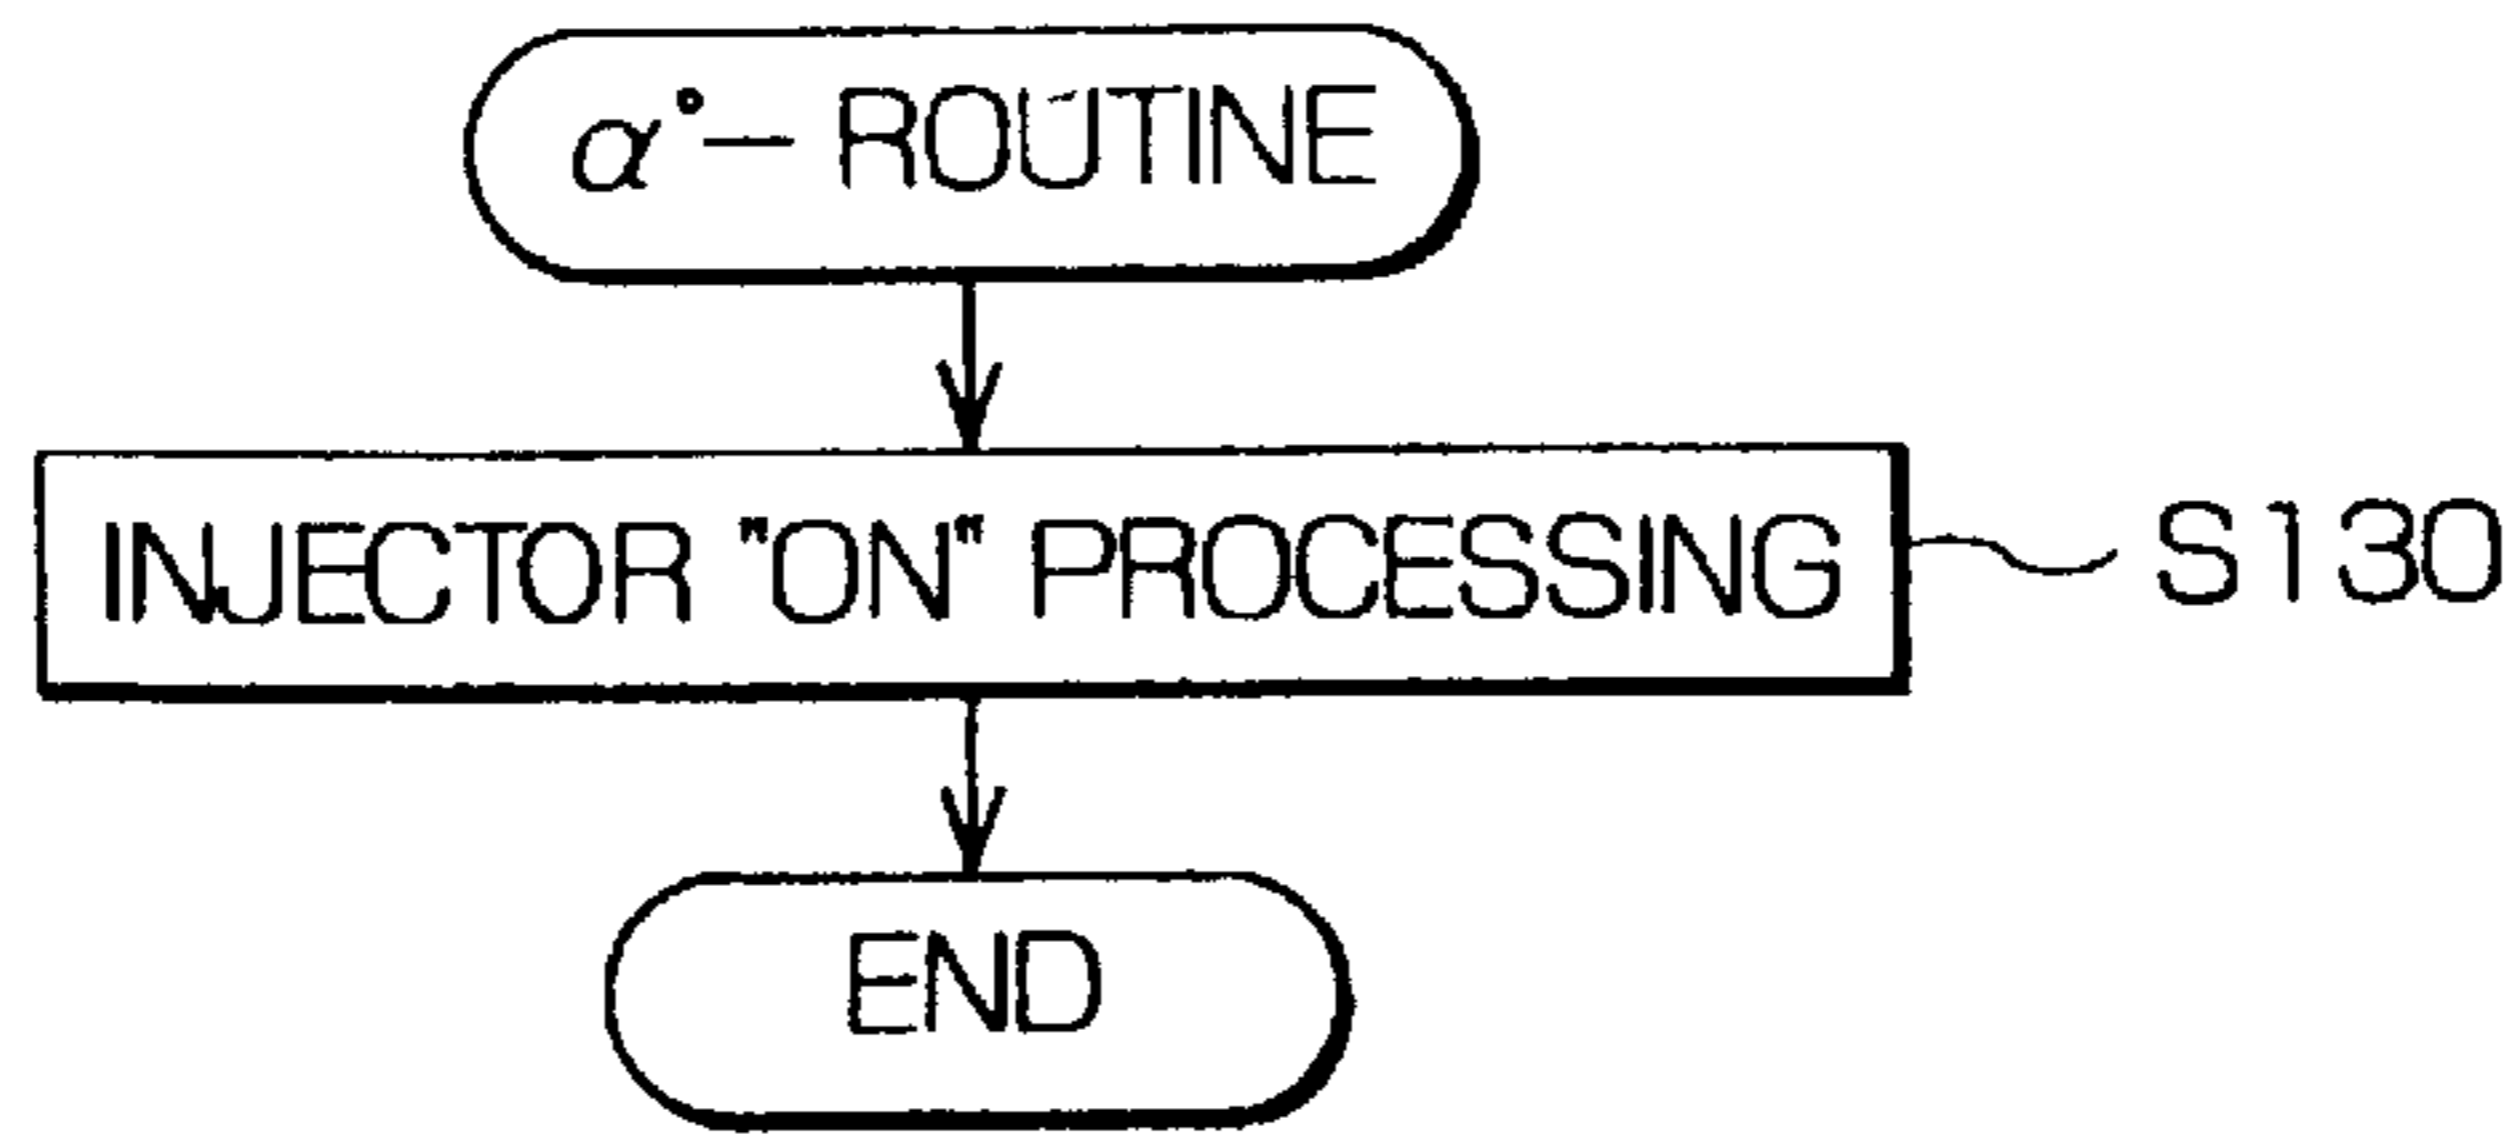 α°— ROUTINE
INJECTOR "ON" PROCESSING
S130
END